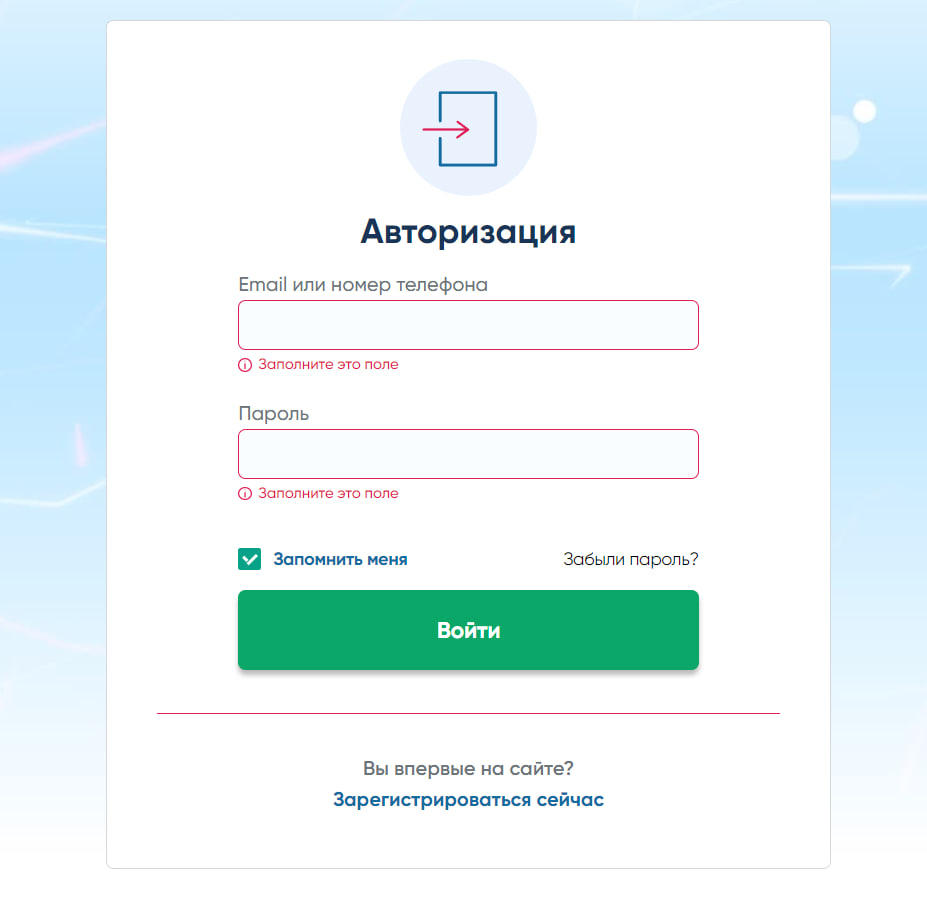 Авторизация
Email или номер телефона
Заполните это поле
Пароль
Заполните это поле
Запомнить меня Забыли пароль?
Войти
Вы впервые на сайте?
Зарегистрироваться сейчас